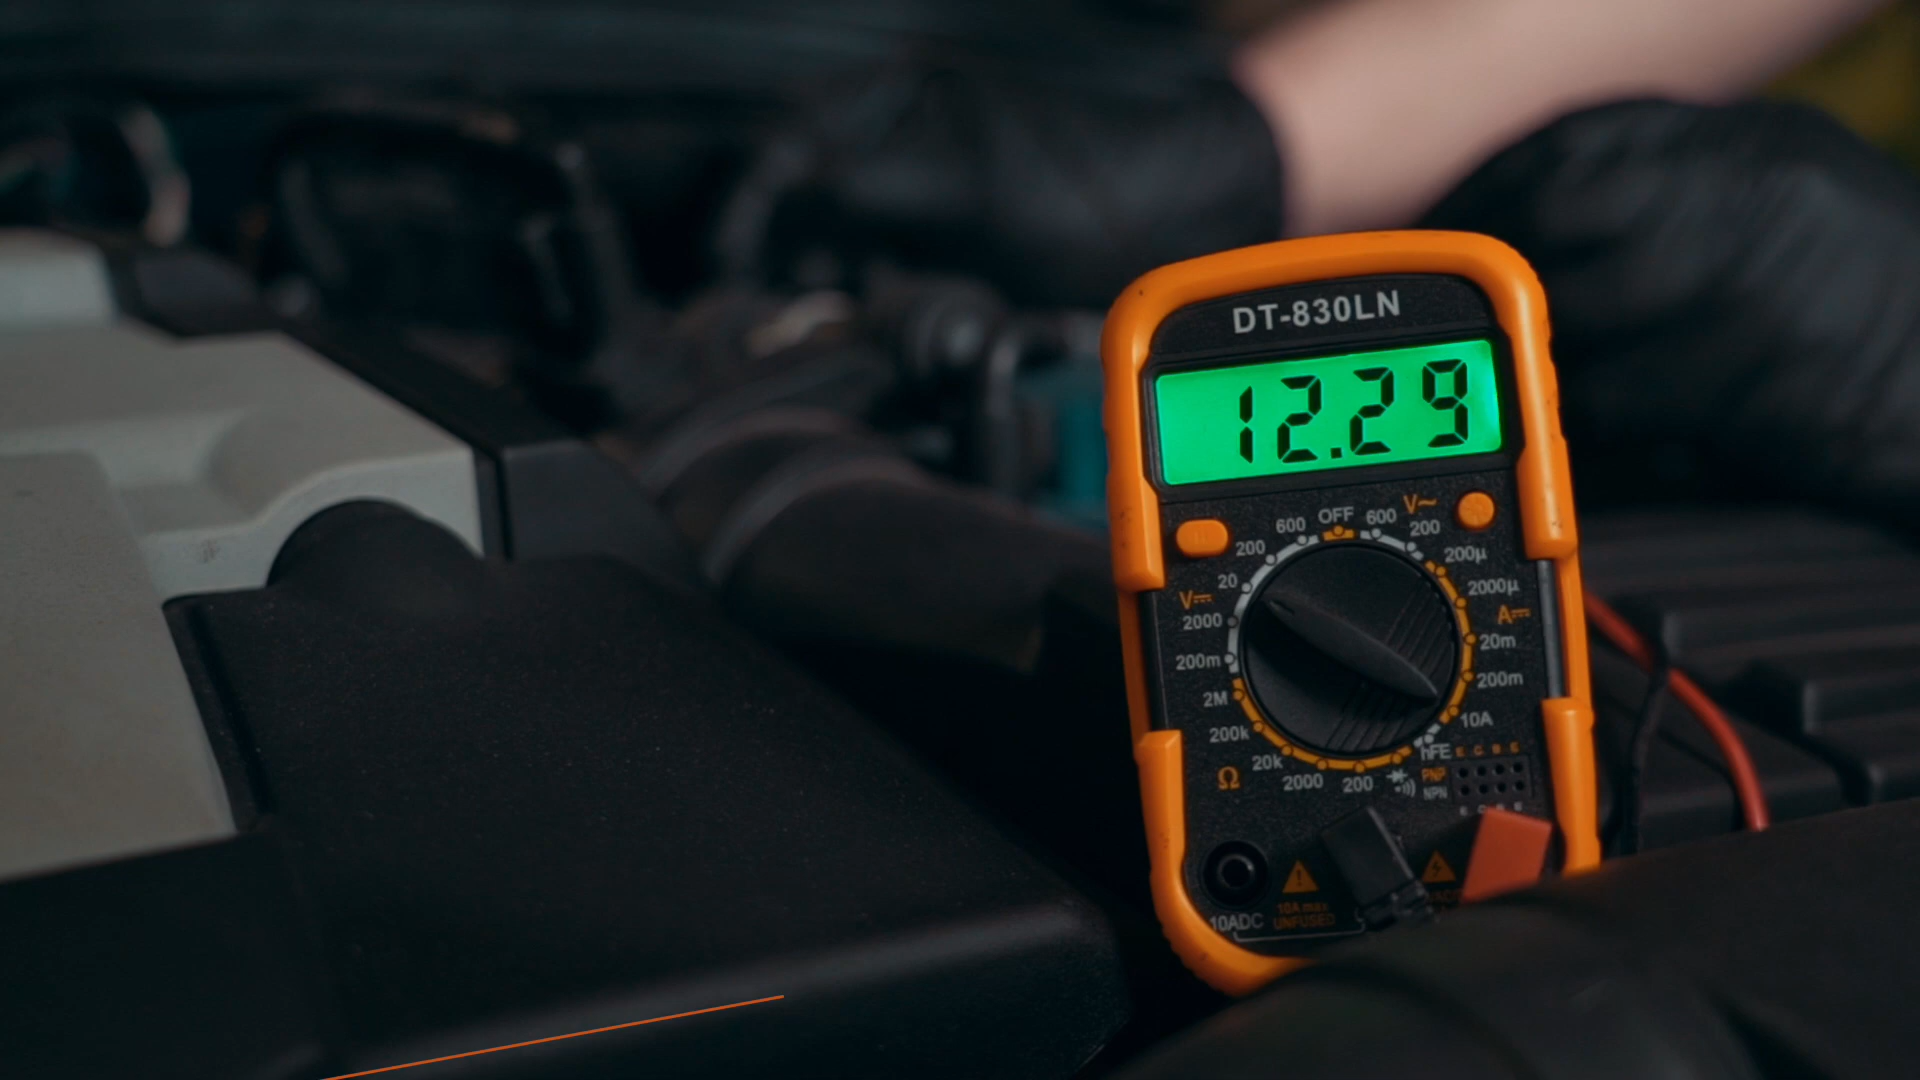 DT-830LN
12.29
OFF
600
600
V~
200
200
200µ
20
2000µ
V⎓
A⎓
2000
20m
200m
200m
2M
10A
200k
hFE
E C B E
20k
PNP
Ω
2000
200
NPN
10A max
10ADC
UNFUSED